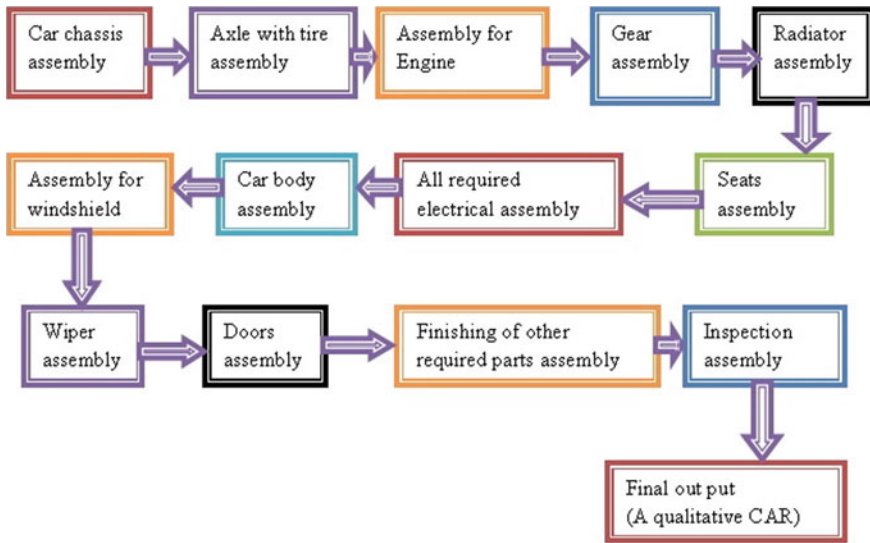 Car chassis
assembly
Axle with tire
assembly
Assembly for
Engine
Gear
assembly
Radiator
assembly
Seats
assembly
All required
electrical assembly
Car body
assembly
Assembly for
windshield
Wiper
assembly
Doors
assembly
Finishing of other
required parts assembly
Inspection
assembly
Final out put
(A qualitative CAR)